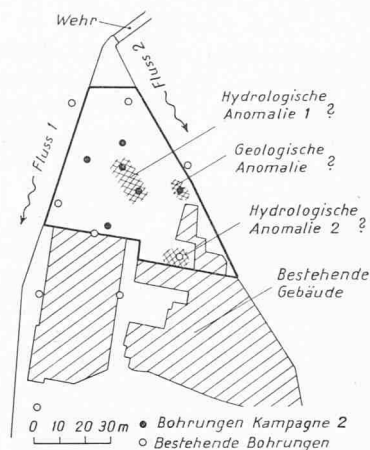 Wehr
Fluss 2
Hydrologische
Anomalie 1 ?
Geologische
Anomalie ?
Fluss 1
Hydrologische
Anomalie 2 ?
Bestehende
Gebäude
0 10 20 30 m
Bohrungen Kampagne 2
Bestehende Bohrungen